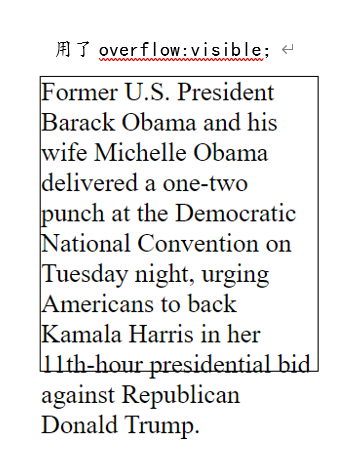 用了 overflow:visible; ↵
Former U.S. President
Barack Obama and his
wife Michelle Obama
delivered a one-two
punch at the Democratic
National Convention on
Tuesday night, urging
Americans to back
Kamala Harris in her
11th-hour presidential bid
against Republican
Donald Trump.